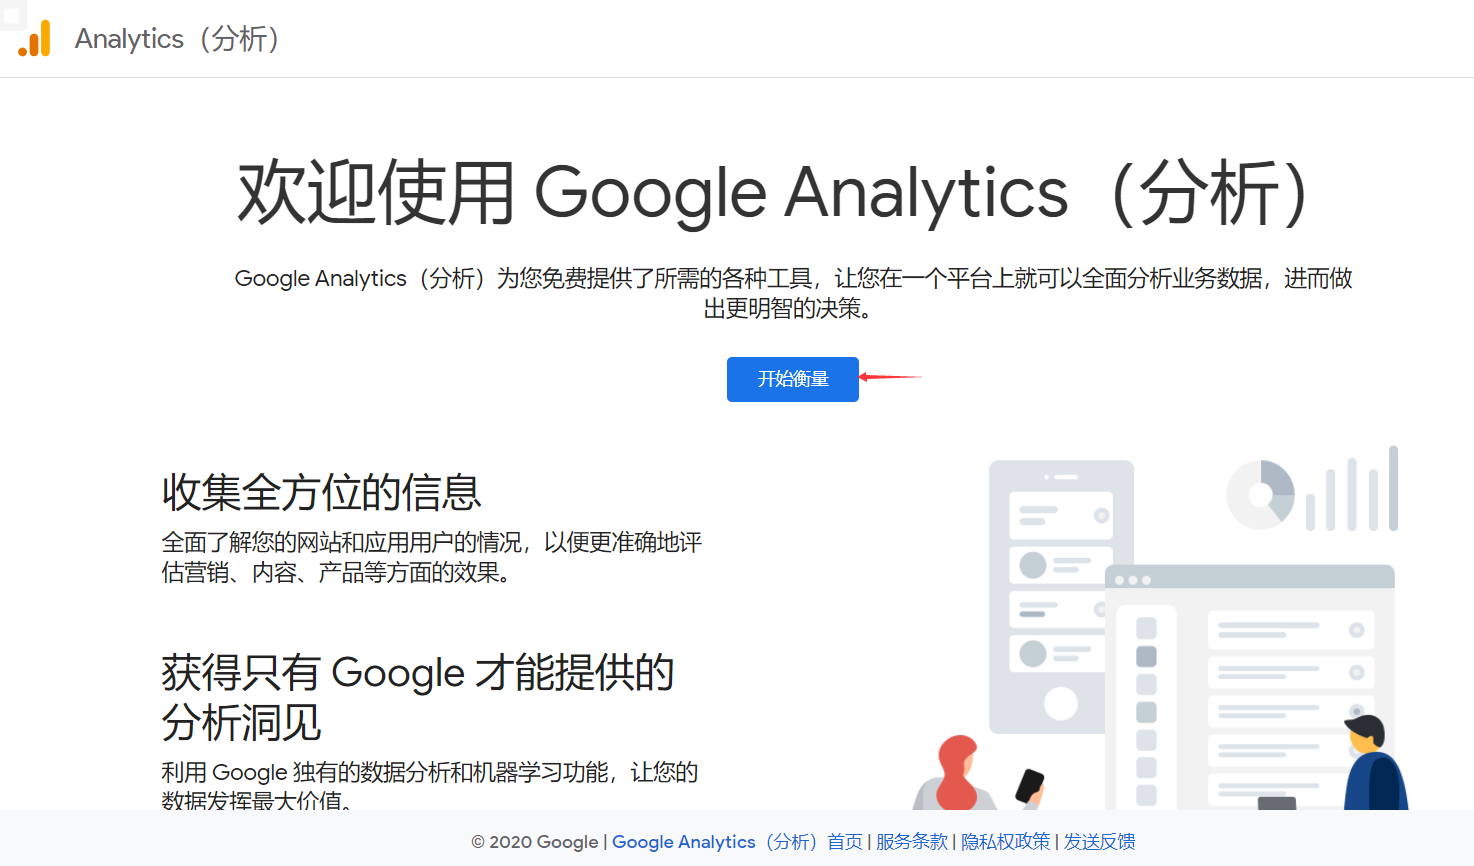 Analytics（分析）
欢迎使用 Google Analytics（分析）
Google Analytics（分析）为您免费提供了所需的各种工具，让您在一个平台上就可以全面分析业务数据，进而做
出更明智的决策。
开始衡量
收集全方位的信息
全面了解您的网站和应用用户的情况，以便更准确地评
估营销、内容、产品等方面的效果。
获得只有 Google 才能提供的
分析洞见
利用 Google 独有的数据分析和机器学习功能，让您的
数据发挥最大价值。
© 2020 Google | Google Analytics（分析）首页 | 服务条款 | 隐私权政策 | 发送反馈